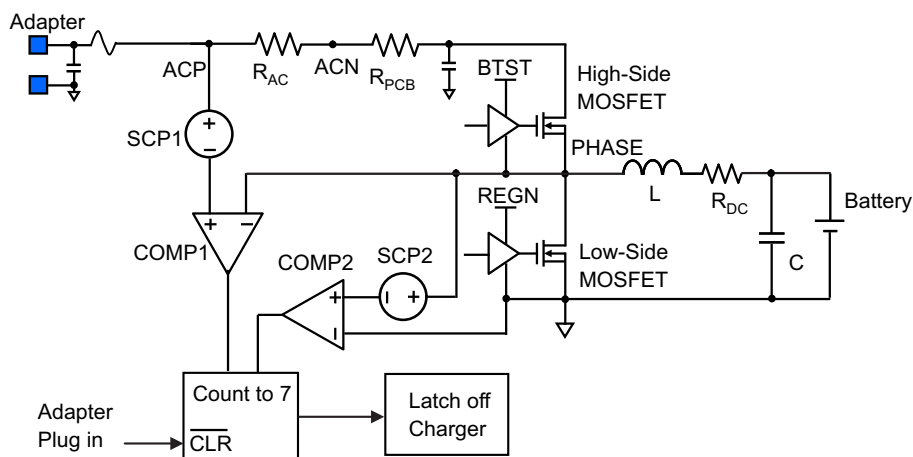 Adapter
ACP
R_AC
ACN
R_PCB
BTST
High-Side
MOSFET
SCP1
+
−
PHASE
+
−
COMP1
REGN
L
R_DC
Battery
COMP2
SCP2
+
−
−
+
Low-Side
MOSFET
C
Count to 7
CLR
Adapter
Plug in
Latch off
Charger